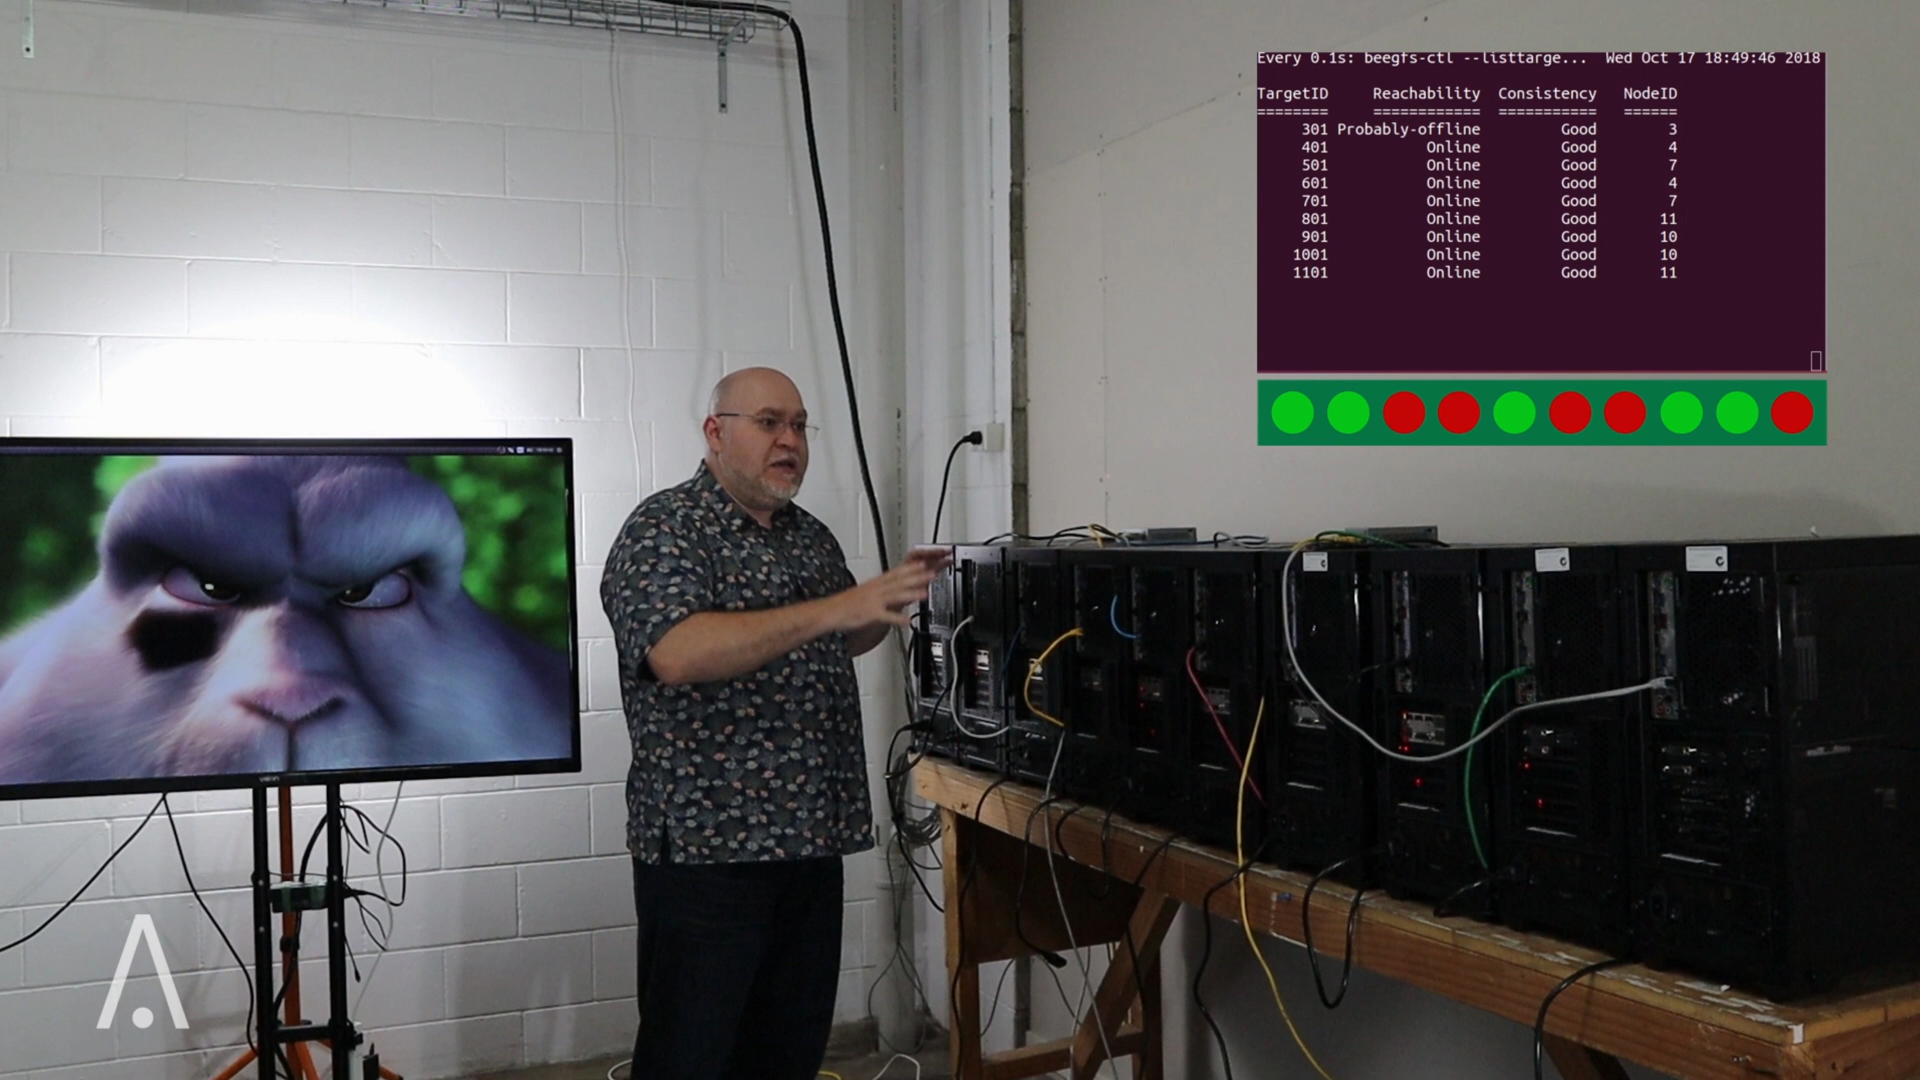 Every 0.1s: beegfs-ctl --listtarge...  Wed Oct 17 18:49:46 2018
TargetID     Reachability  Consistency   NodeID
========     ============  ===========   ======
301 Probably-offline         Good        3
401           Online         Good        4
501           Online         Good        7
601           Online         Good        4
701           Online         Good        7
801           Online         Good       11
901           Online         Good       10
1001           Online         Good       10
1101           Online         Good       11